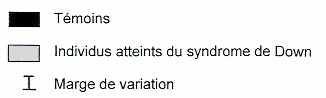 Témoins
Individus atteints du syndrome de Down
Marge de variation